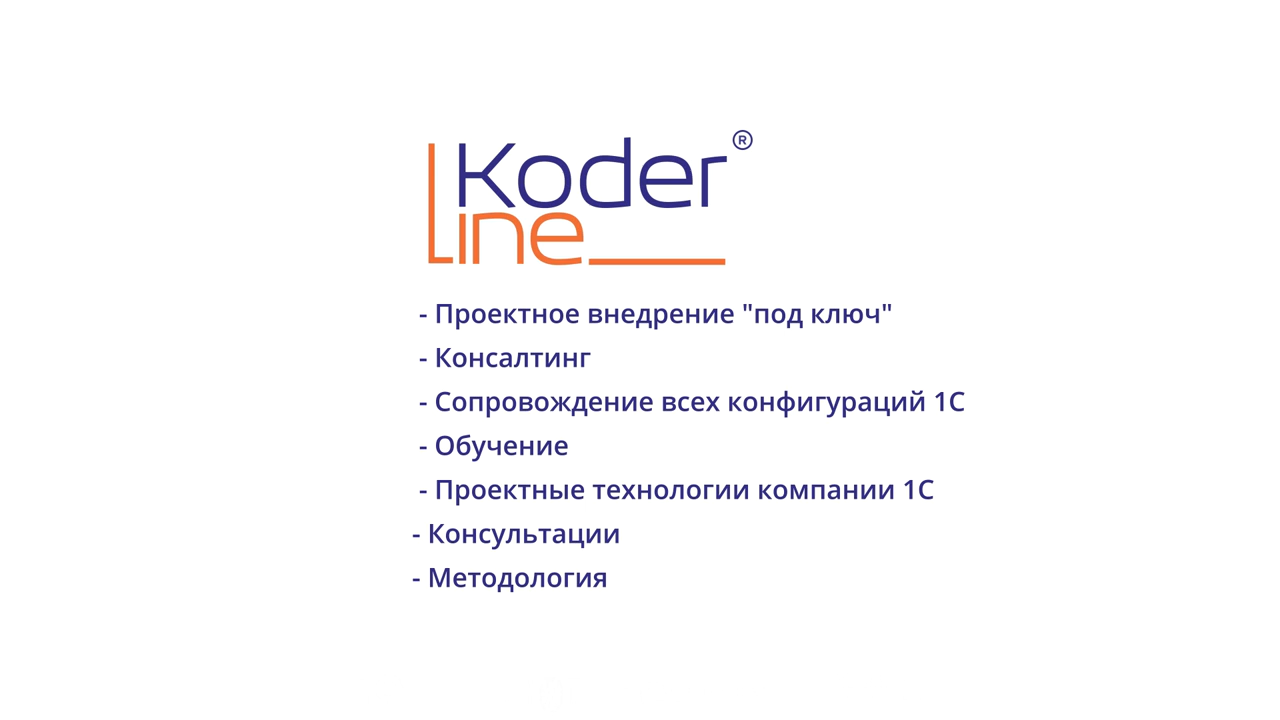 Koder ®
Line
- Проектное внедрение "под ключ"
- Консалтинг
- Сопровождение всех конфигураций 1С
- Обучение
- Проектные технологии компании 1С
- Консультации
- Методология